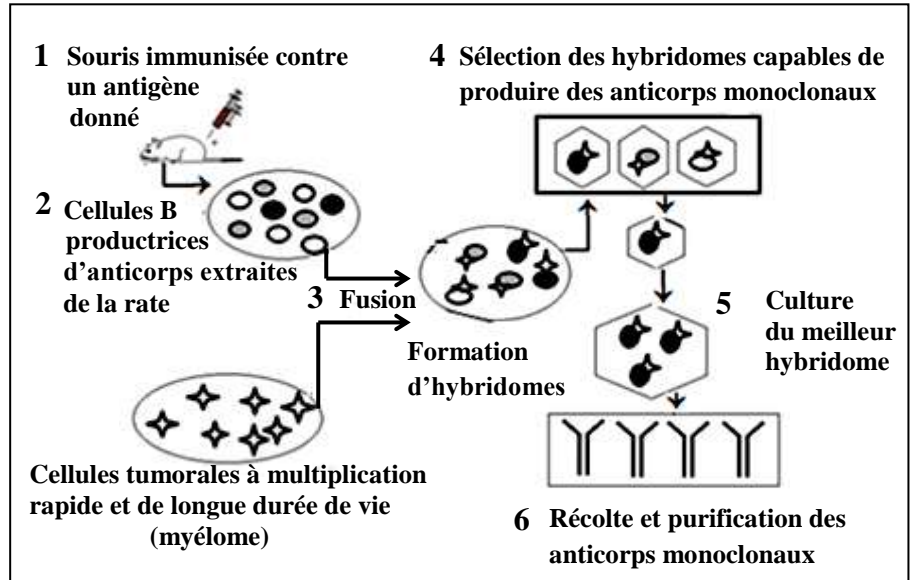 1 Souris immunisée contre
un antigène
donné
2 Cellules B
productrices
d'anticorps extraites
de la rate
3 Fusion
Cellules tumorales à multiplication
rapide et de longue durée de vie
(myélome)
Formation
d'hybridomes
4 Sélection des hybridomes capables de
produire des anticorps monoclonaux
5 Culture
du meilleur
hybridome
6 Récolte et purification des
anticorps monoclonaux